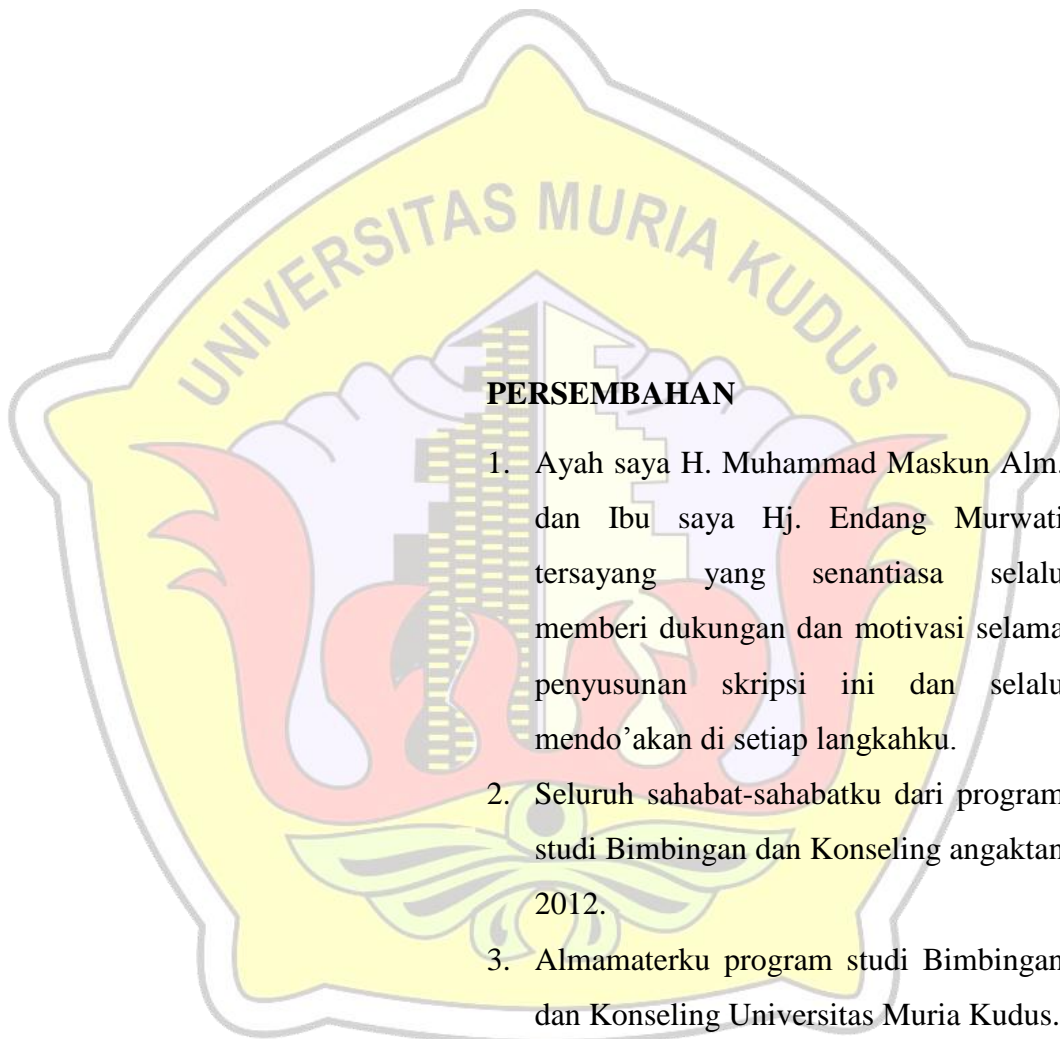 UNIVERSITAS MURIA KUDUS
PERSEMBAHAN
1. Ayah saya H. Muhammad Maskun Alm.
dan Ibu saya Hj. Endang Murwati
tersayang yang senantiasa selalu
memberi dukungan dan motivasi selama
penyusunan skripsi ini dan selalu
mendo’akan di setiap langkahku.
2. Seluruh sahabat-sahabatku dari program
studi Bimbingan dan Konseling angaktan
2012.
3. Almamaterku program studi Bimbingan
dan Konseling Universitas Muria Kudus.